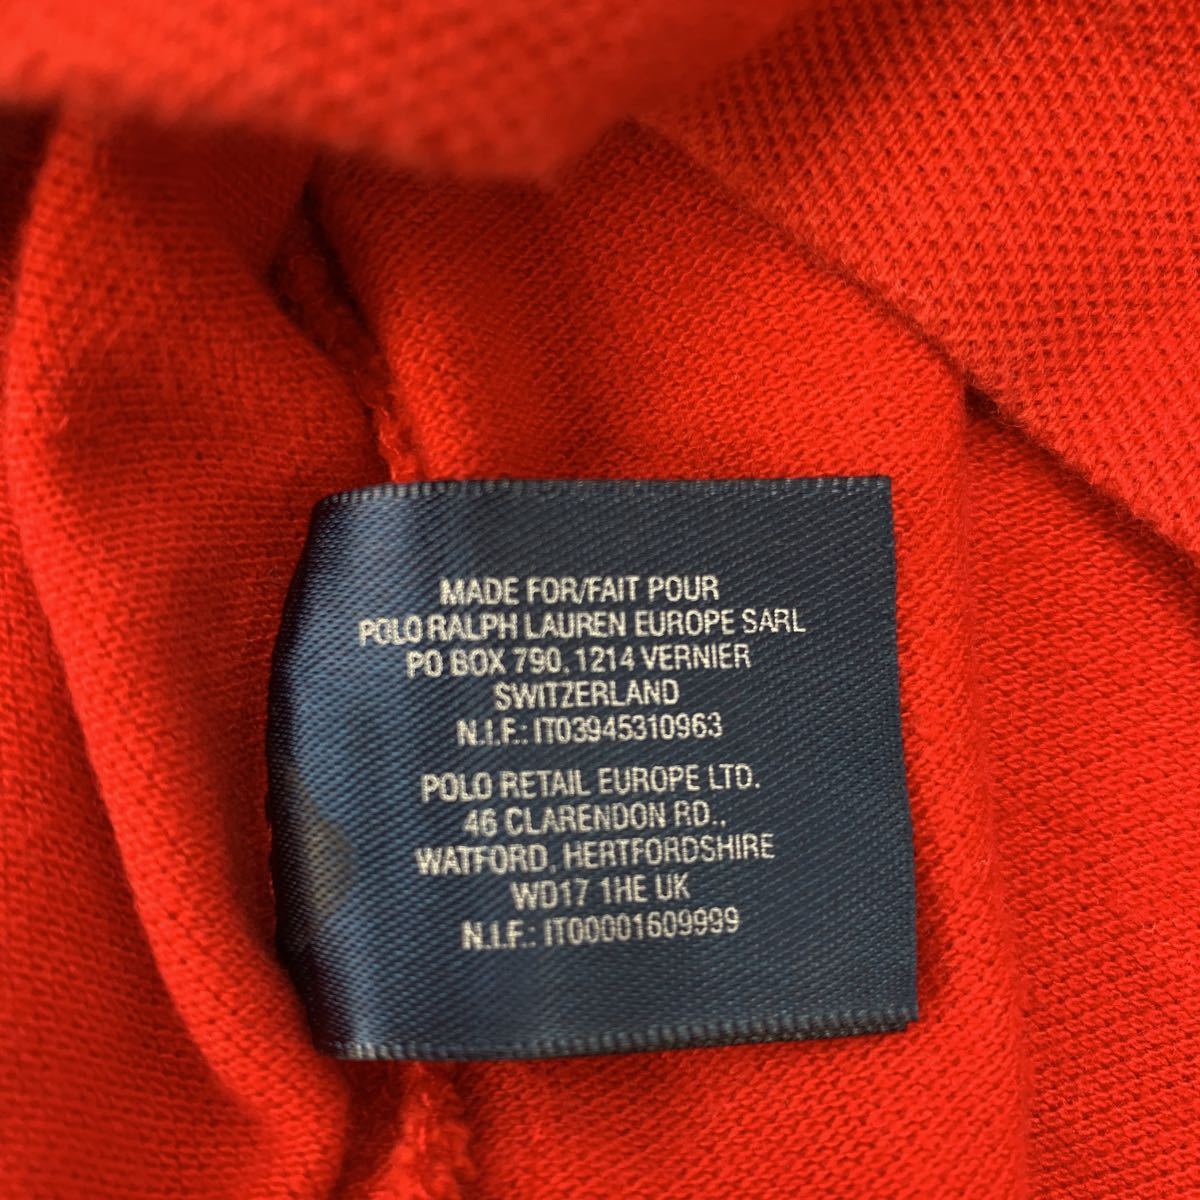 MADE FOR/FAIT POUR
POLO RALPH LAUREN EUROPE SARL
PO BOX 790, 1214 VERNIER
SWITZERLAND
N.I.F.: IT03945310963
POLO RETAIL EUROPE LTD.
46 CLARENDON RD.,
WATFORD, HERTFORDSHIRE
WD17 1HE UK
N.I.F.: IT00001609999